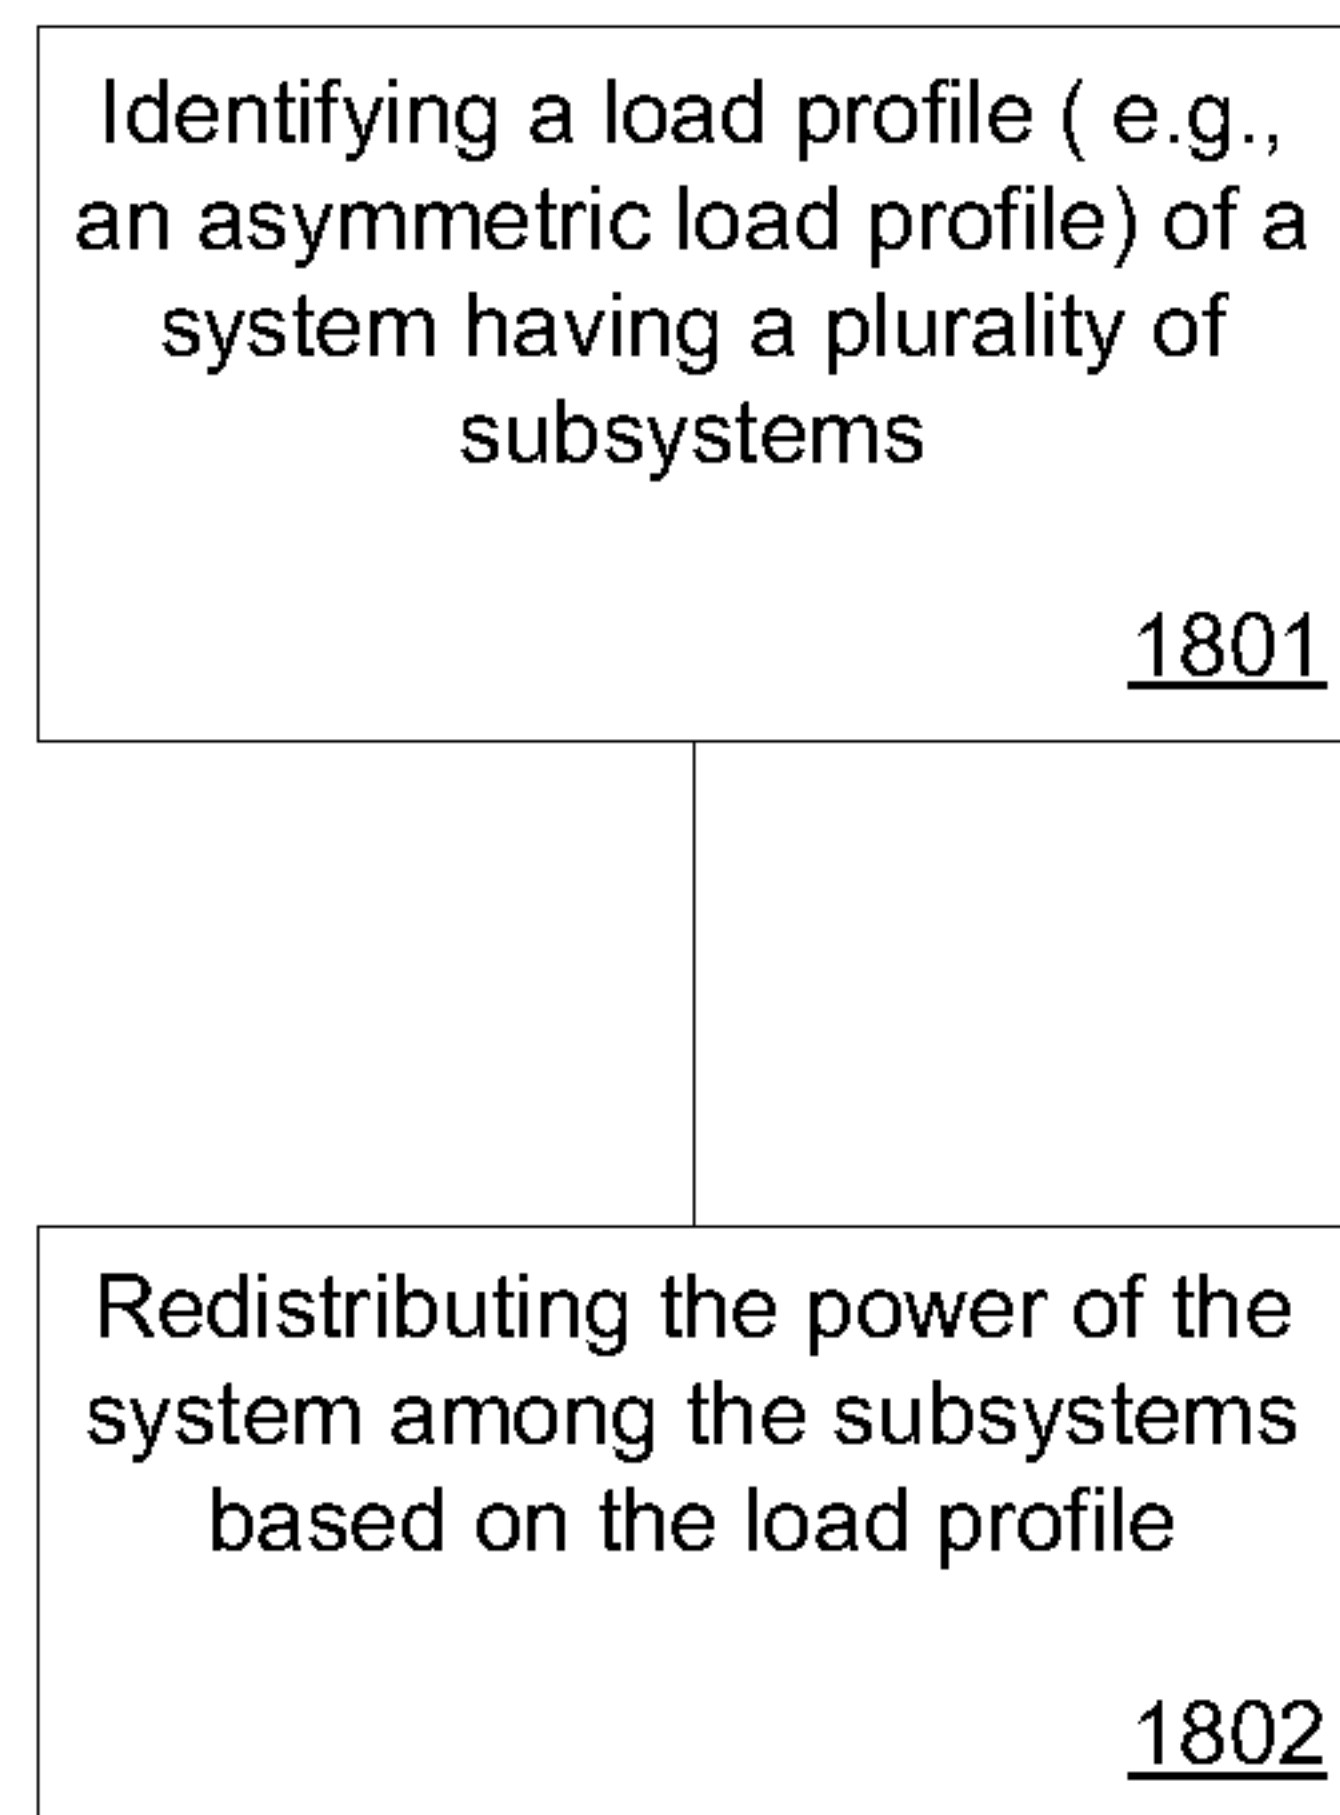 Identifying a load profile ( e.g.,
an asymmetric load profile) of a
system having a plurality of
subsystems
1801
Redistributing the power of the
system among the subsystems
based on the load profile
1802